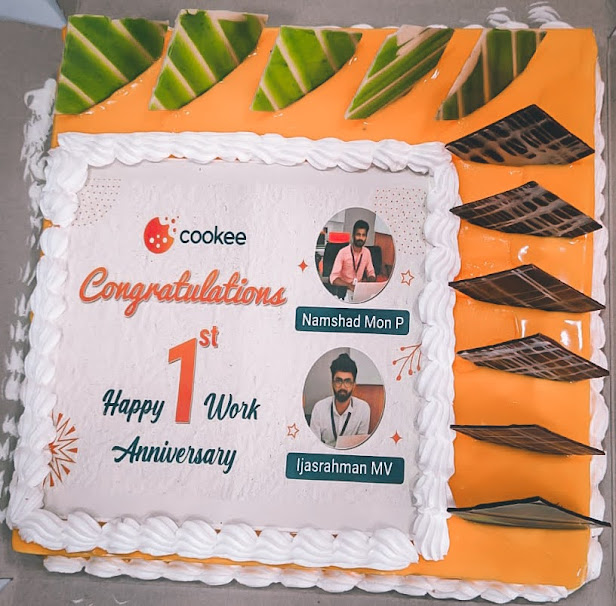 cookee
Congratulations
1st
Happy Work
Anniversary
Namshad Mon P
Ijasrahman MV